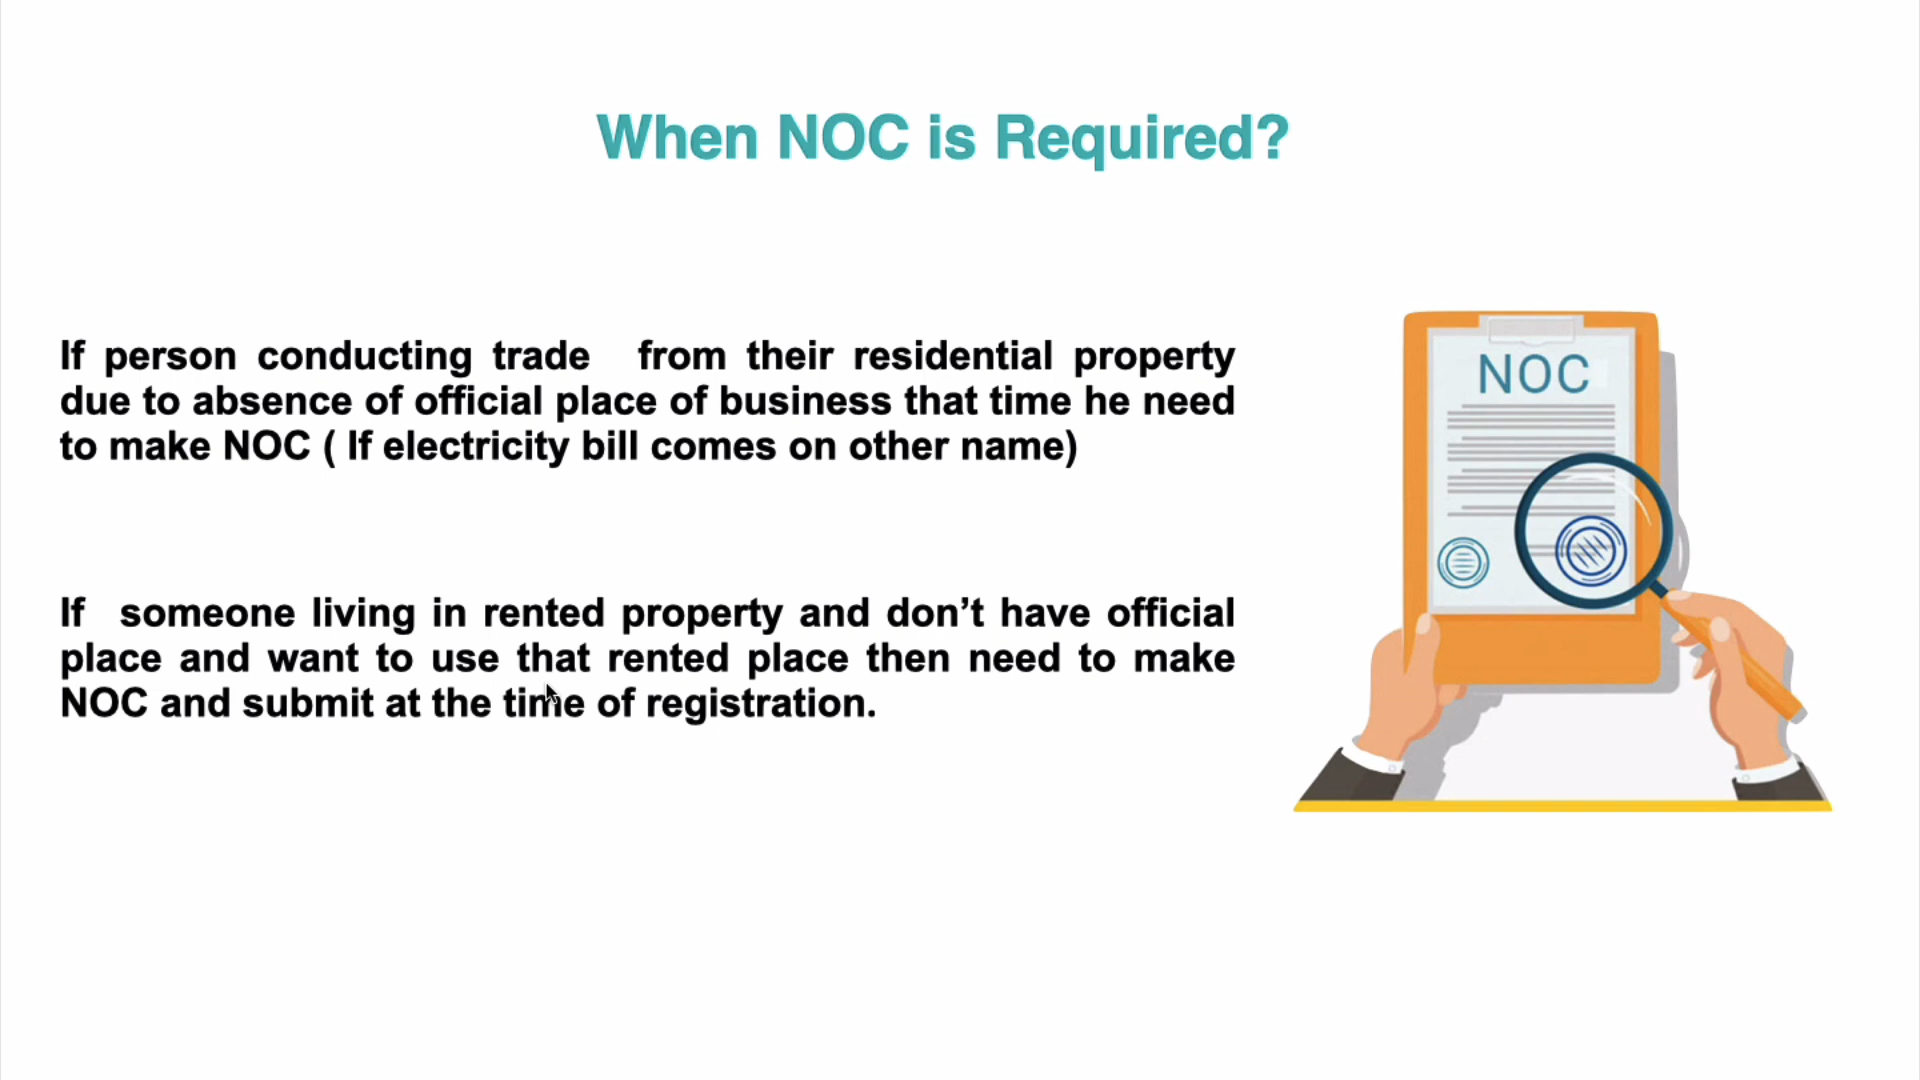 When NOC is Required?
If person conducting trade from their residential property
due to absence of official place of business that time he need
to make NOC ( If electricity bill comes on other name)
If someone living in rented property and don’t have official
place and want to use that rented place then need to make
NOC and submit at the time of registration.
NOC